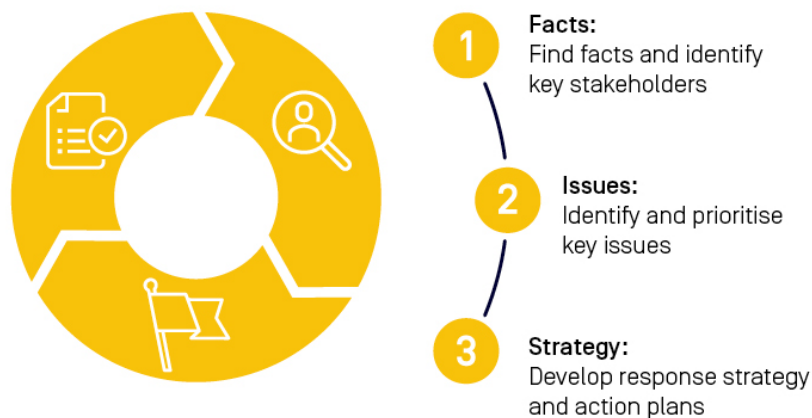 1
Facts:
Find facts and identify
key stakeholders
2
Issues:
Identify and prioritise
key issues
3
Strategy:
Develop response strategy
and action plans